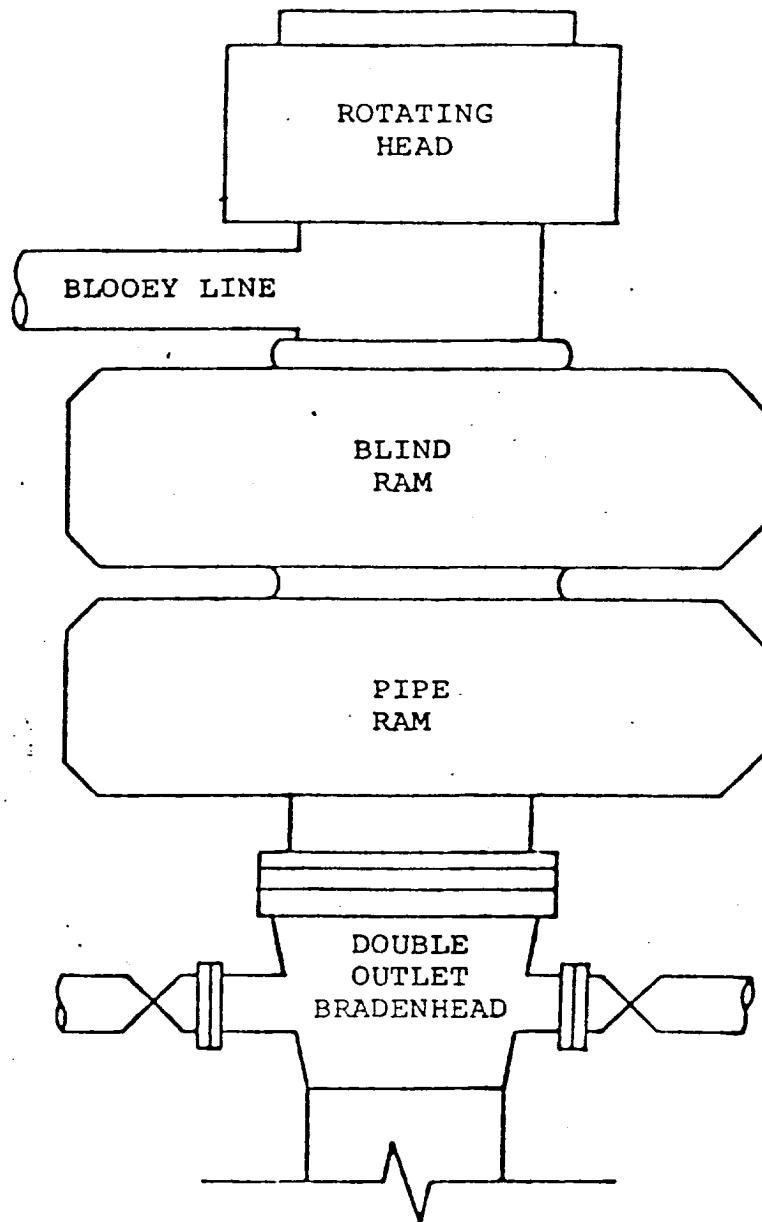 ROTATING
HEAD
BLOOEY LINE
BLIND
RAM
PIPE
RAM
DOUBLE
OUTLET
BRADENHEAD